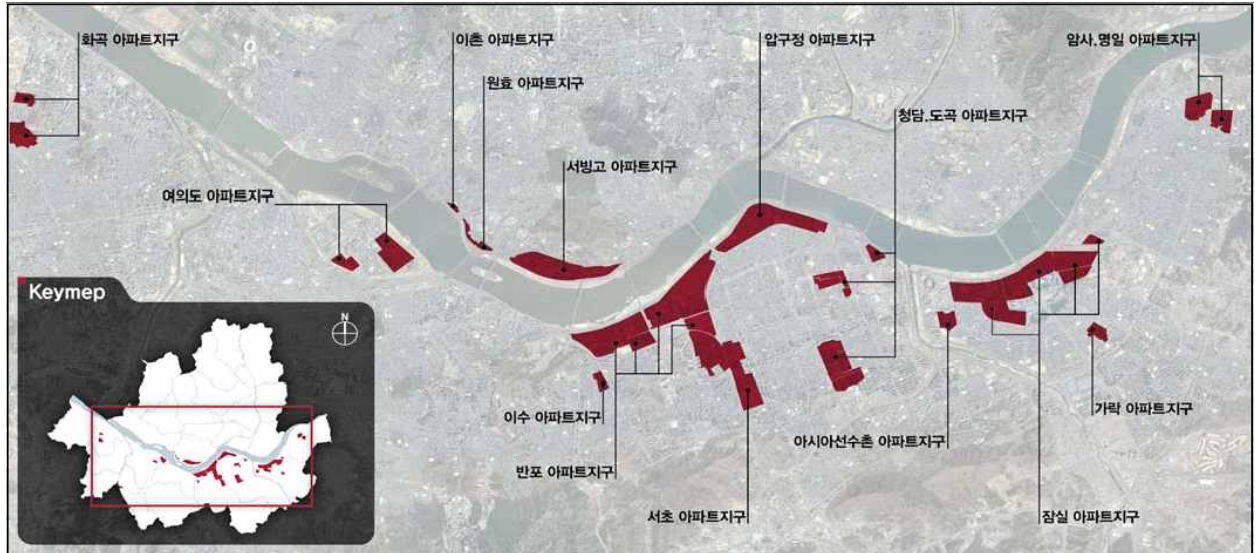 화곡 아파트지구
이촌 아파트지구
압구정 아파트지구
암사.명일 아파트지구
원효 아파트지구
청담.도곡 아파트지구
서빙고 아파트지구
여의도 아파트지구
Keymep
N
이수 아파트지구
가락 아파트지구
아시아선수촌 아파트지구
반포 아파트지구
서초 아파트지구
잠실 아파트지구